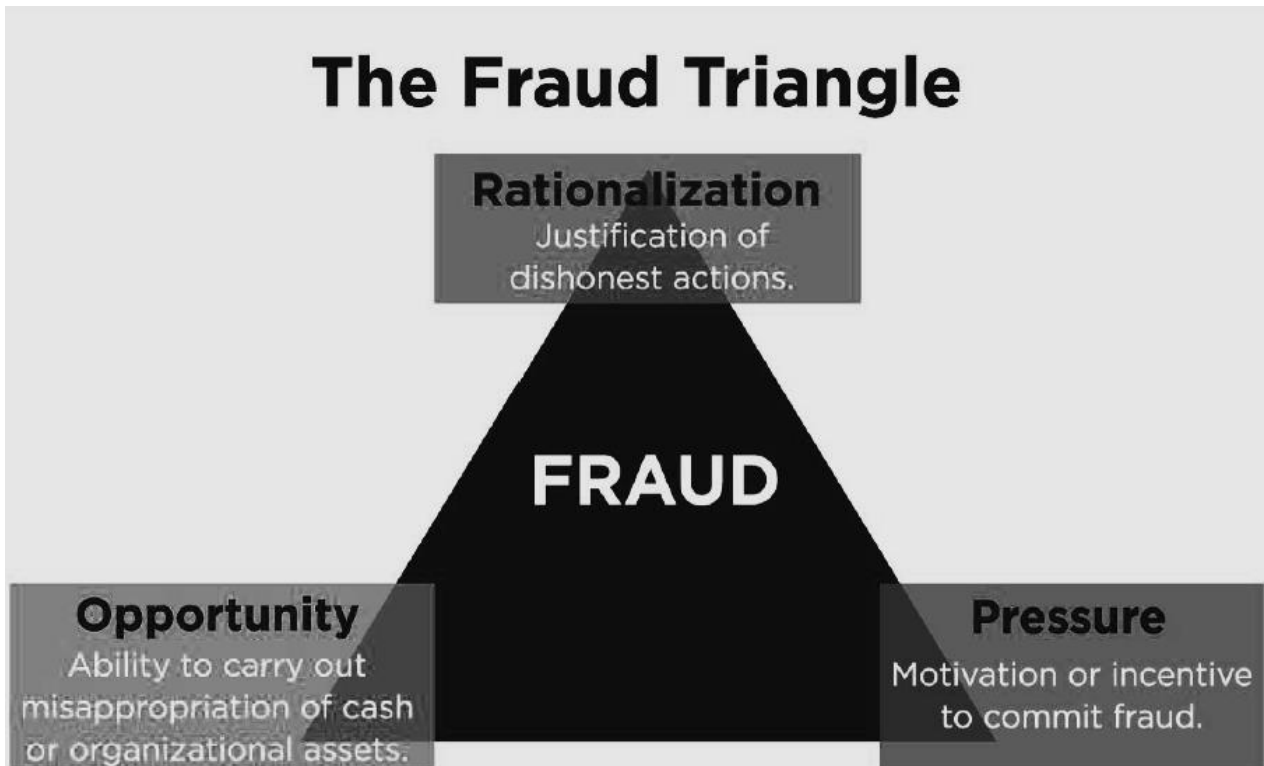 The Fraud Triangle
Rationalization
Justification of
dishonest actions.
FRAUD
Opportunity
Ability to carry out
misappropriation of cash
or organizational assets.
Pressure
Motivation or incentive
to commit fraud.